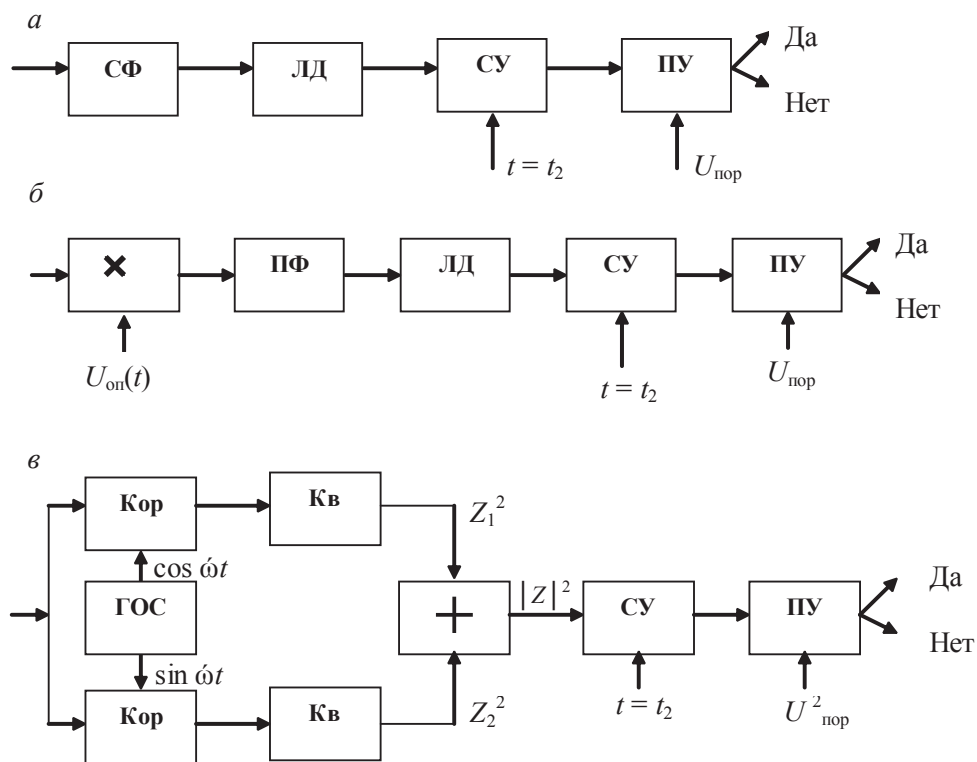 а
СФ ЛД СУ ПУ Да
Нет
t = t₂ Uпор
б
× ПФ ЛД СУ ПУ Да
Нет
Uоп(t) t = t₂ Uпор
в
Кор Кв Z₁²
cos ώt
ГОС + |Z|² СУ ПУ Да
Нет
sin ώt
Кор Кв Z₂² t = t₂ U²пор